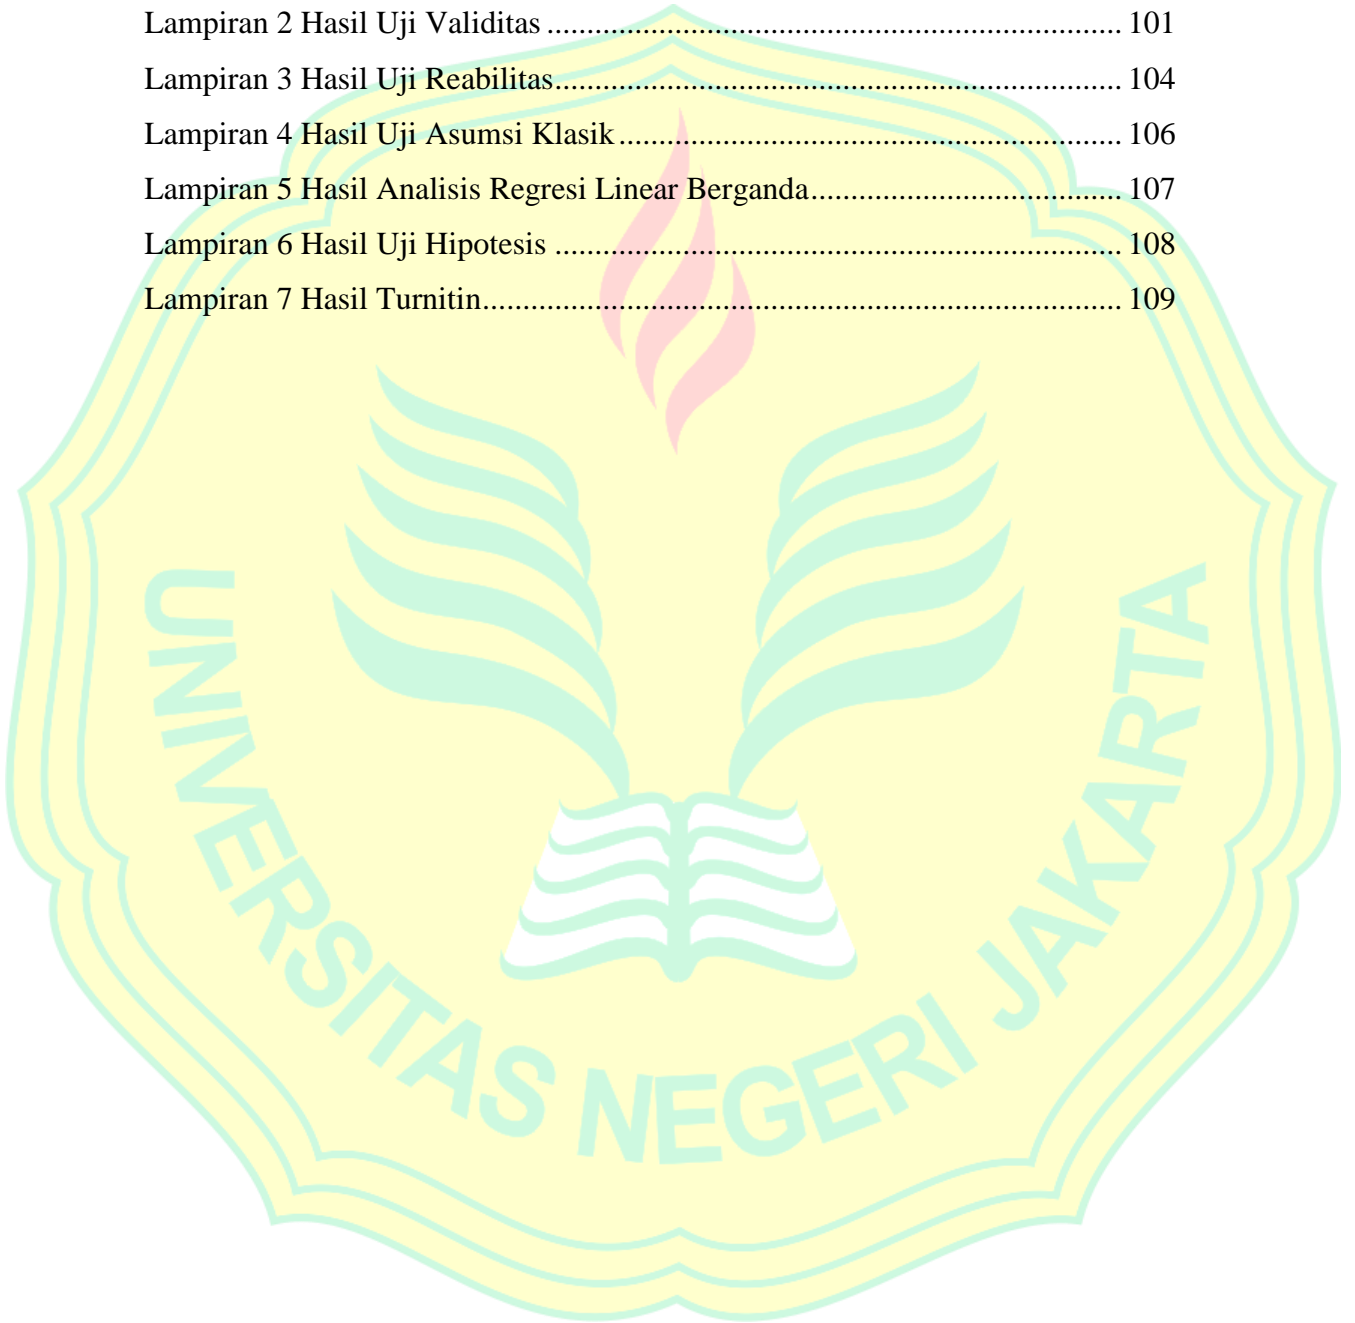 Lampiran 2 Hasil Uji Validitas ........................................................................ 101
Lampiran 3 Hasil Uji Reabilitas....................................................................... 104
Lampiran 4 Hasil Uji Asumsi Klasik ............................................................... 106
Lampiran 5 Hasil Analisis Regresi Linear Berganda....................................... 107
Lampiran 6 Hasil Uji Hipotesis ....................................................................... 108
Lampiran 7 Hasil Turnitin................................................................................ 109
UNIVERSITAS NEGERI JAKARTA